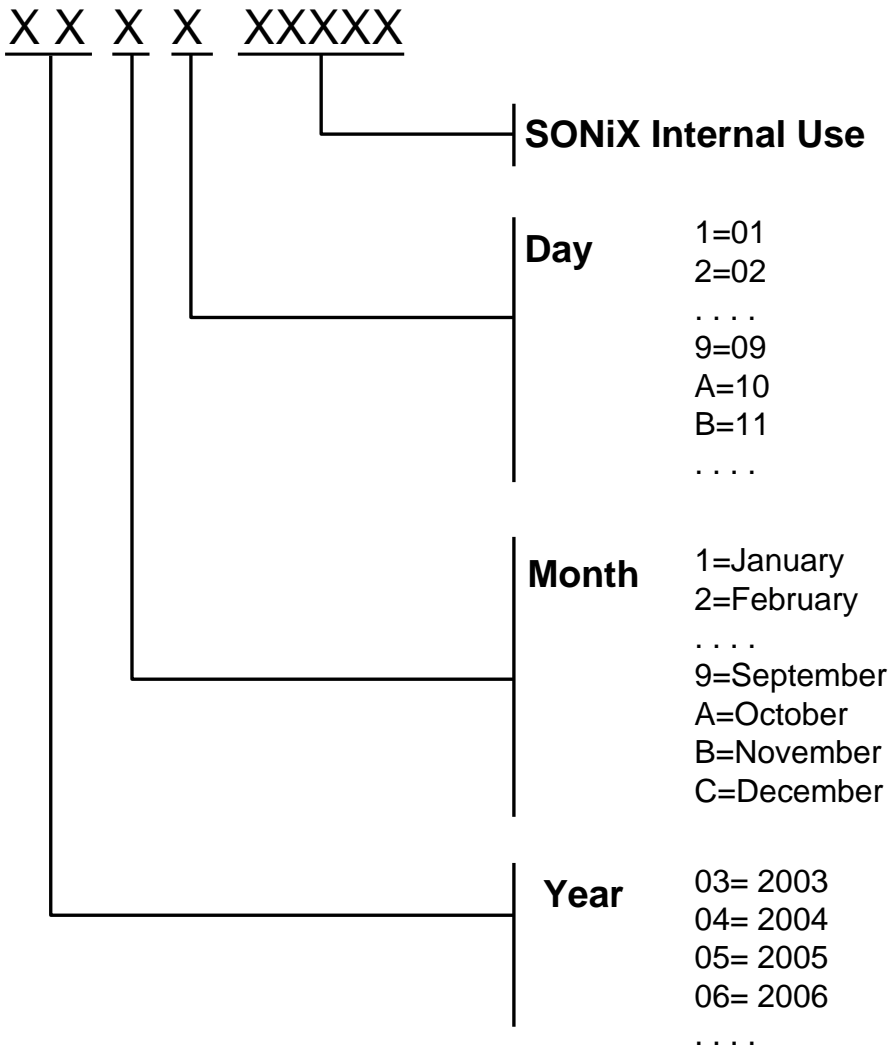 X X X X XXXXX
SONiX Internal Use
Day
1=01
2=02
. . . .
9=09
A=10
B=11
. . . .
Month
1=January
2=February
. . . .
9=September
A=October
B=November
C=December
Year
03= 2003
04= 2004
05= 2005
06= 2006
. . . .